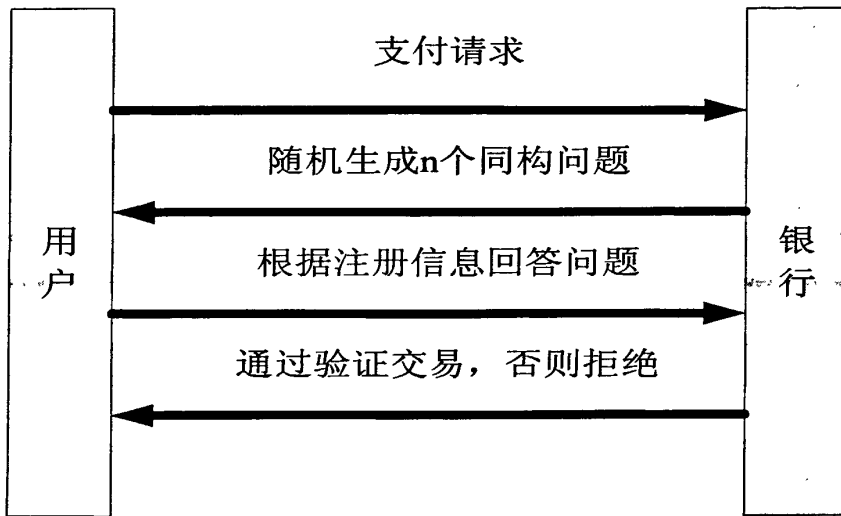 支付请求
随机生成n个同构问题
用户
根据注册信息回答问题
银行
通过验证交易，否则拒绝